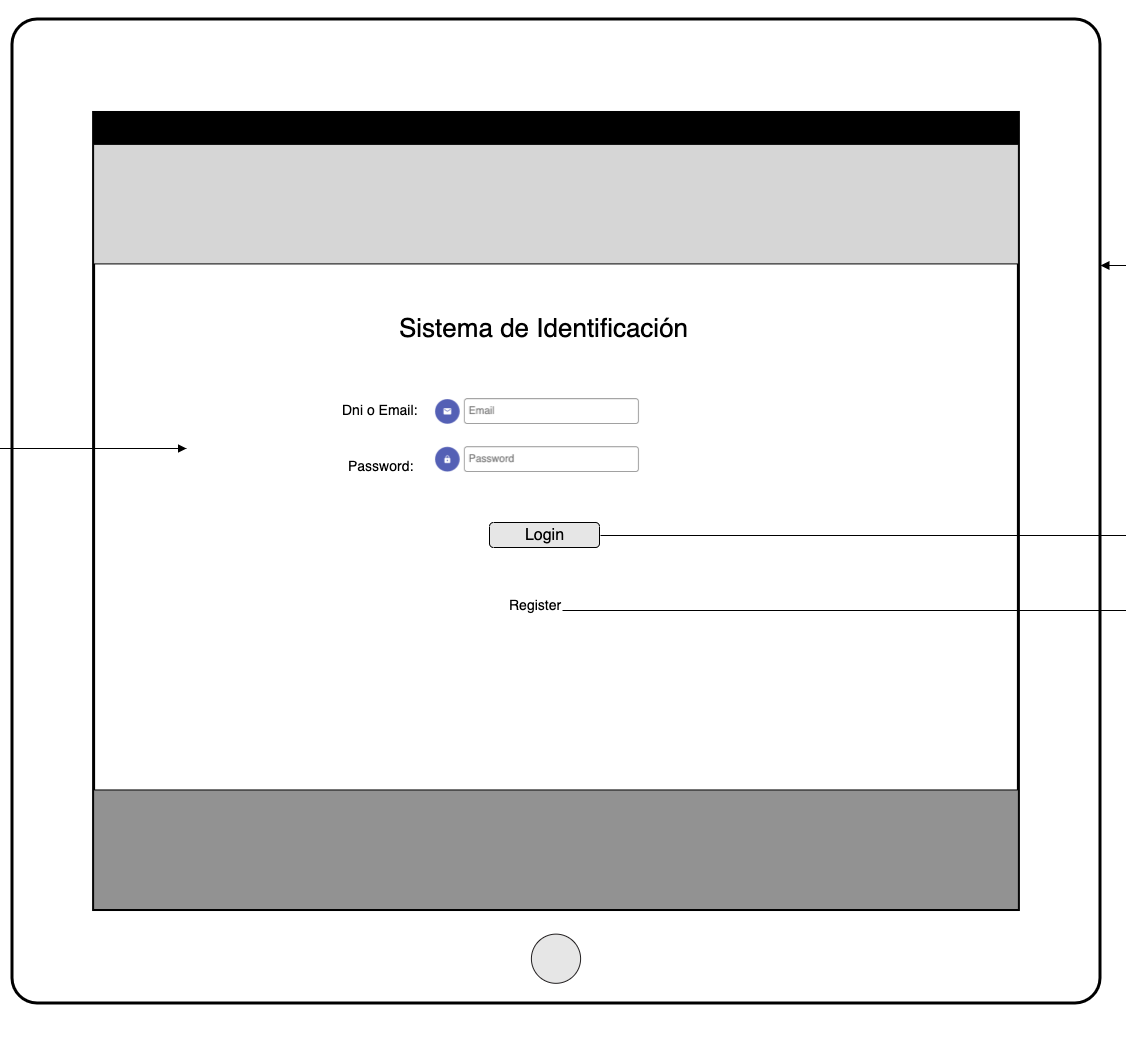 Sistema de Identificación
Dni o Email:
Email
Password:
Password
Login
Register